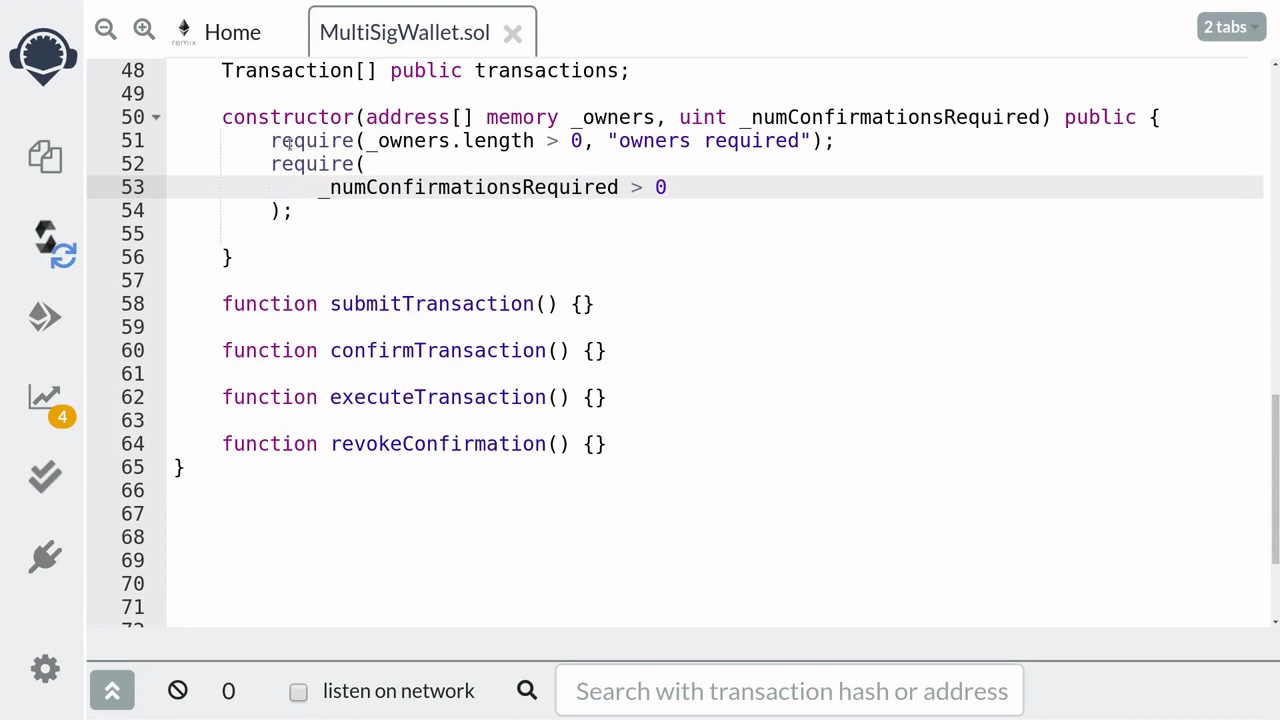 remix Home MultiSigWallet.sol 2 tabs
48 Transaction[] public transactions;
49
50 constructor(address[] memory _owners, uint _numConfirmationsRequired) public {
51 require(_owners.length > 0, "owners required");
52 require(
53 _numConfirmationsRequired > 0
54 );
55
56 }
57
58 function submitTransaction() {}
59
60 function confirmTransaction() {}
61
62 function executeTransaction() {}
63
64 function revokeConfirmation() {}
65 }
66
67
68
69
70
71
4
0 listen on network Search with transaction hash or address